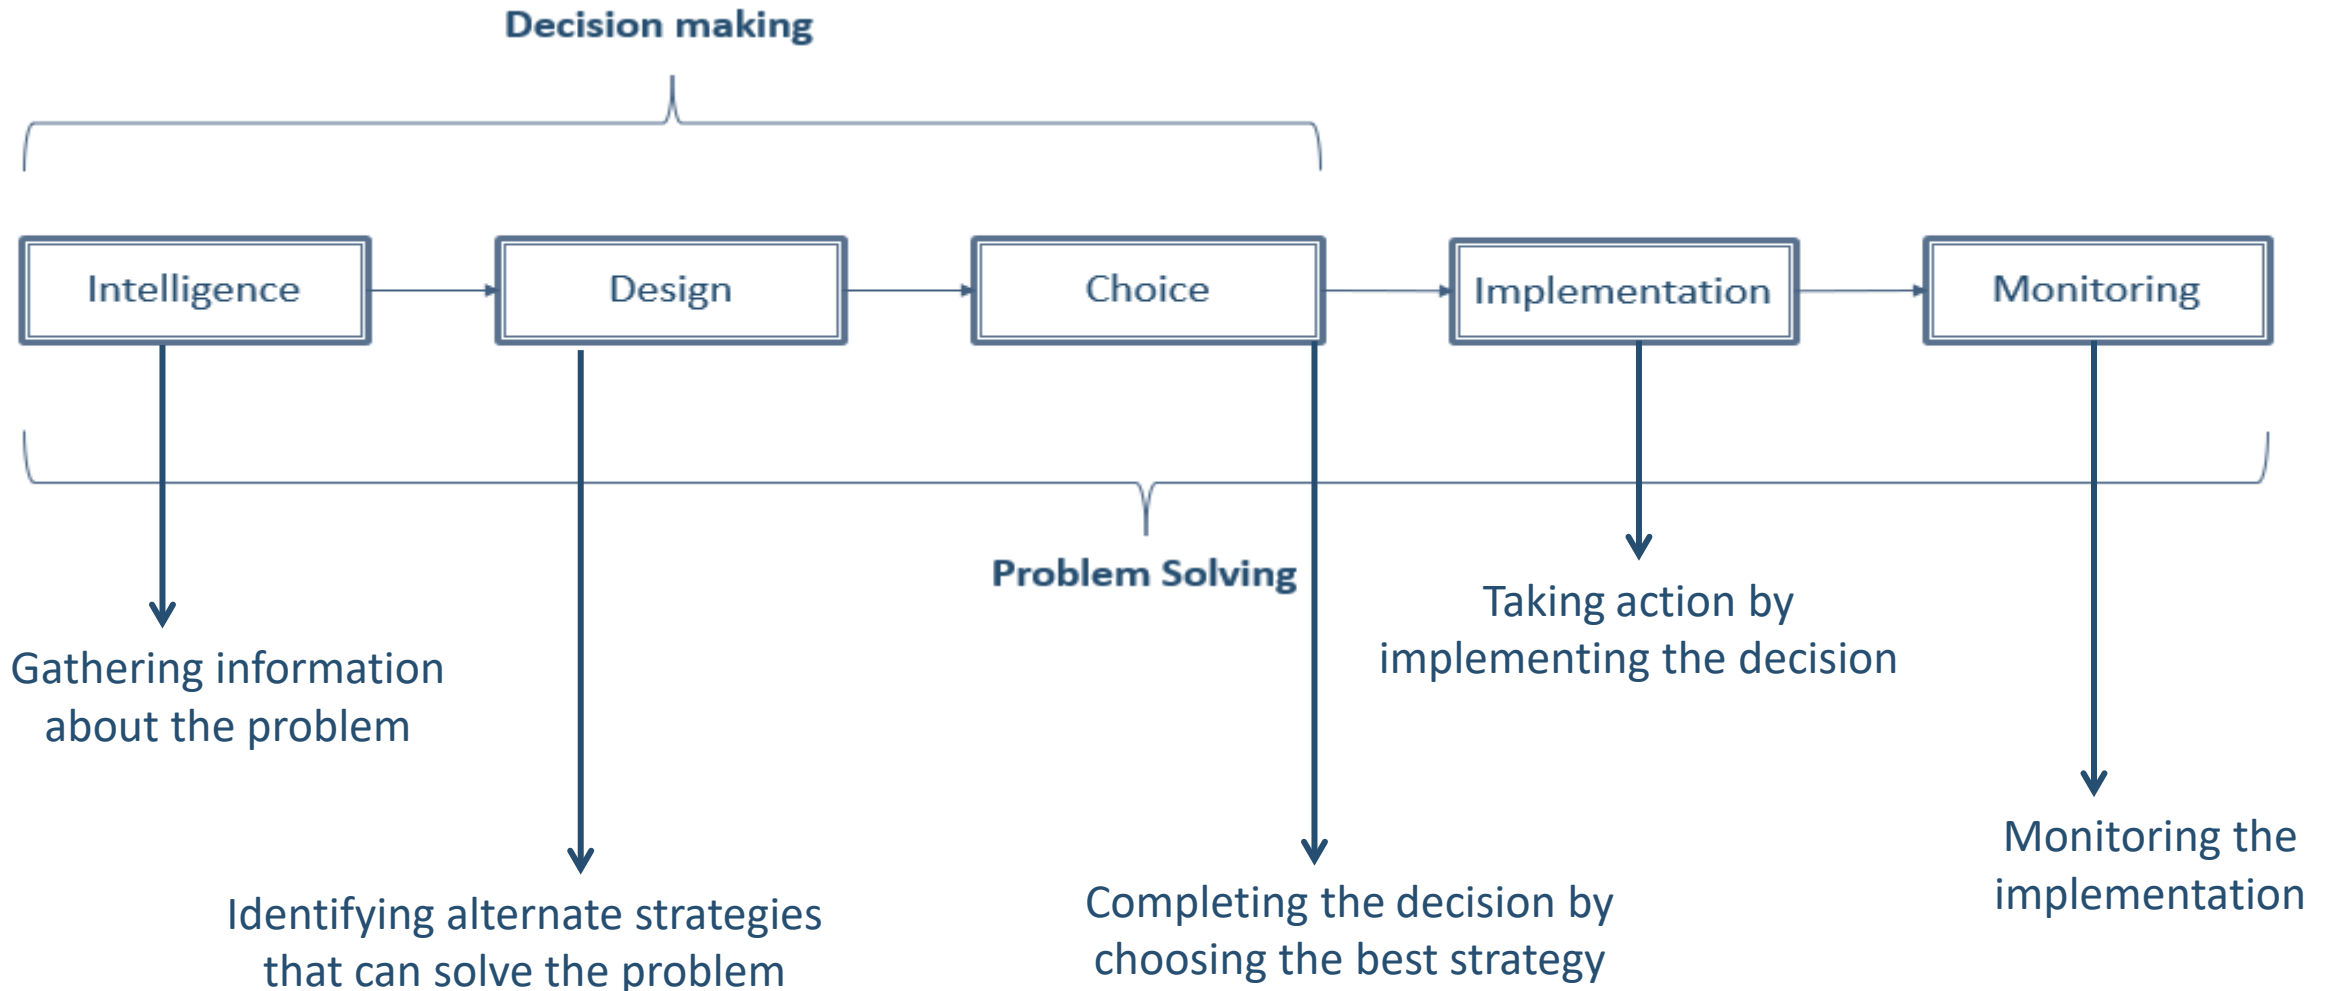 Decision making
Intelligence
Design
Choice
Implementation
Monitoring
Problem Solving
Gathering information
about the problem
Identifying alternate strategies
that can solve the problem
Completing the decision by
choosing the best strategy
Taking action by
implementing the decision
Monitoring the
implementation